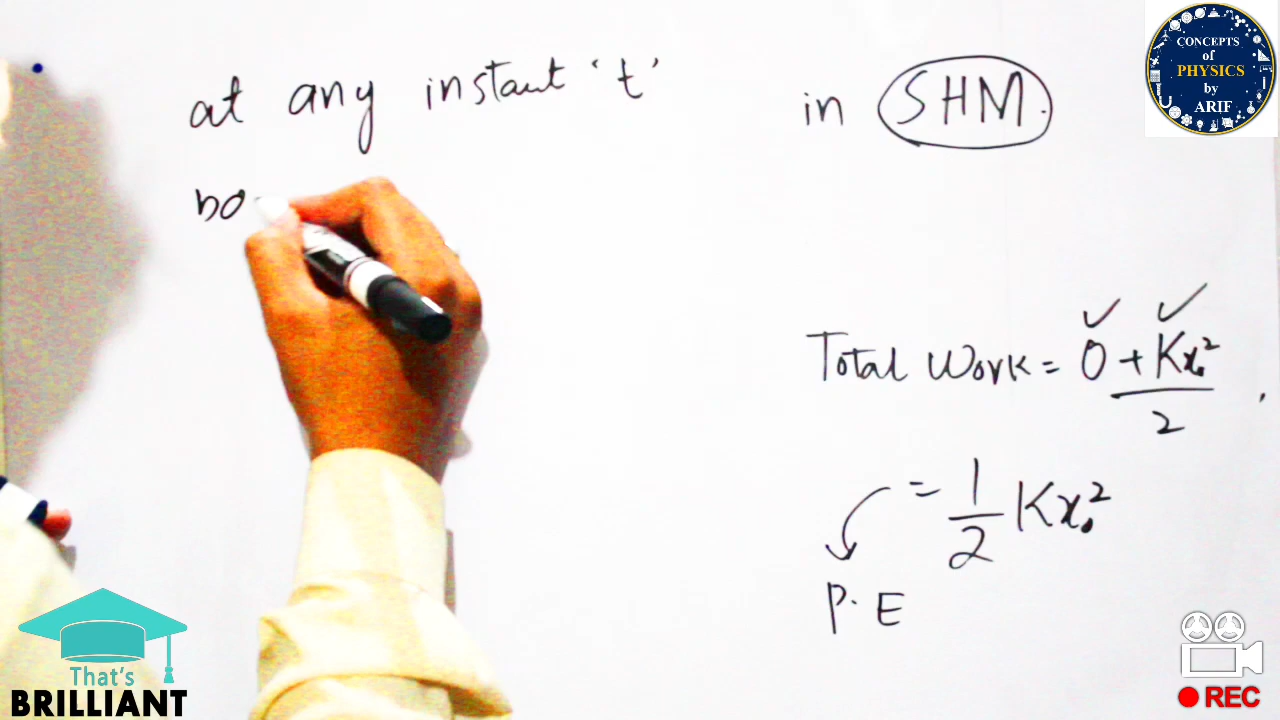 at any instant 't' in SHM.
bo
Total Work = 0 + Kx₀²
2
= 1/2 Kx₀²
P.E
CONCEPTS
of
PHYSICS
by
ARIF
That's
BRILLIANT
REC